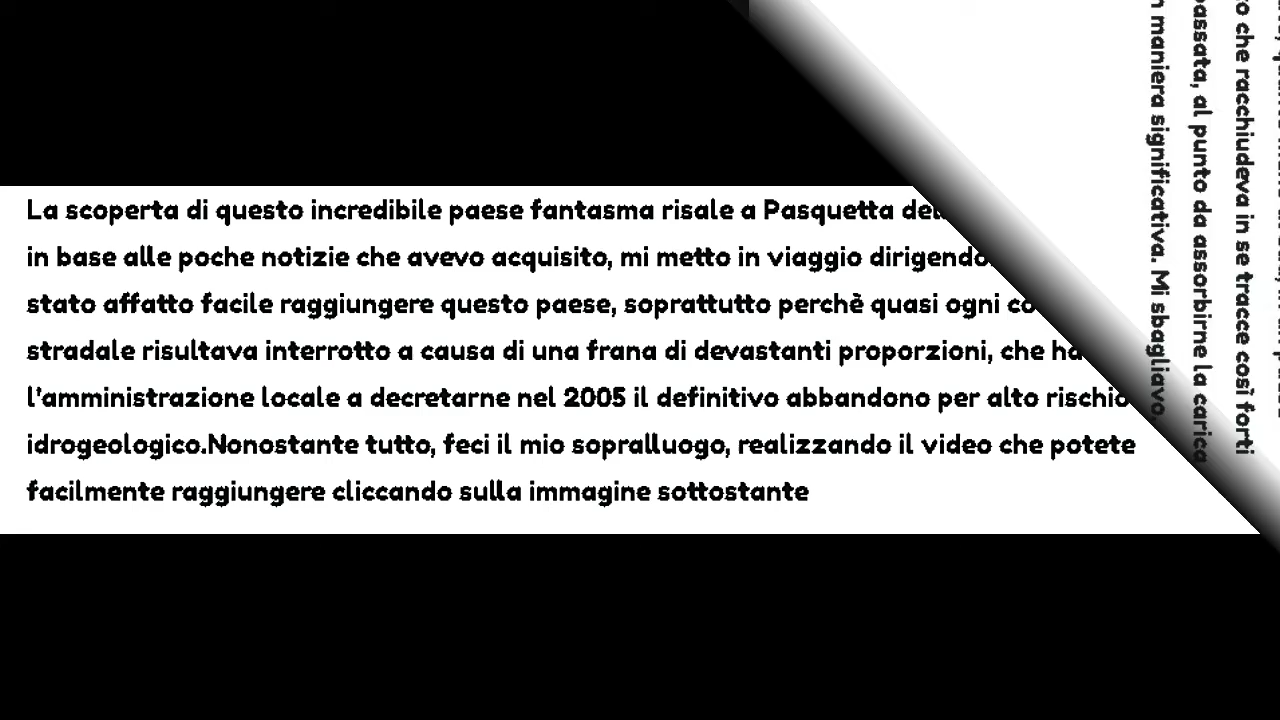 La scoperta di questo incredibile paese fantasma risale a Pasquetta
in base alle poche notizie che avevo acquisito, mi metto in viaggio
stato affatto facile raggiungere questo paese, soprattutto perchè quasi ogni
stradale risultava interrotto a causa di una frana di devastanti proporzioni, che
l'amministrazione locale a decretarne nel 2005 il definitivo abbandono per alto rischio
idrogeologico.Nonostante tutto, feci il mio sopralluogo, realizzando il video che potete
facilmente raggiungere cliccando sulla immagine sottostante
che racchiudeva in se tracce così forti
passata, al punto da assorbirne la carica
maniera significativa. Mi sbagliavo.